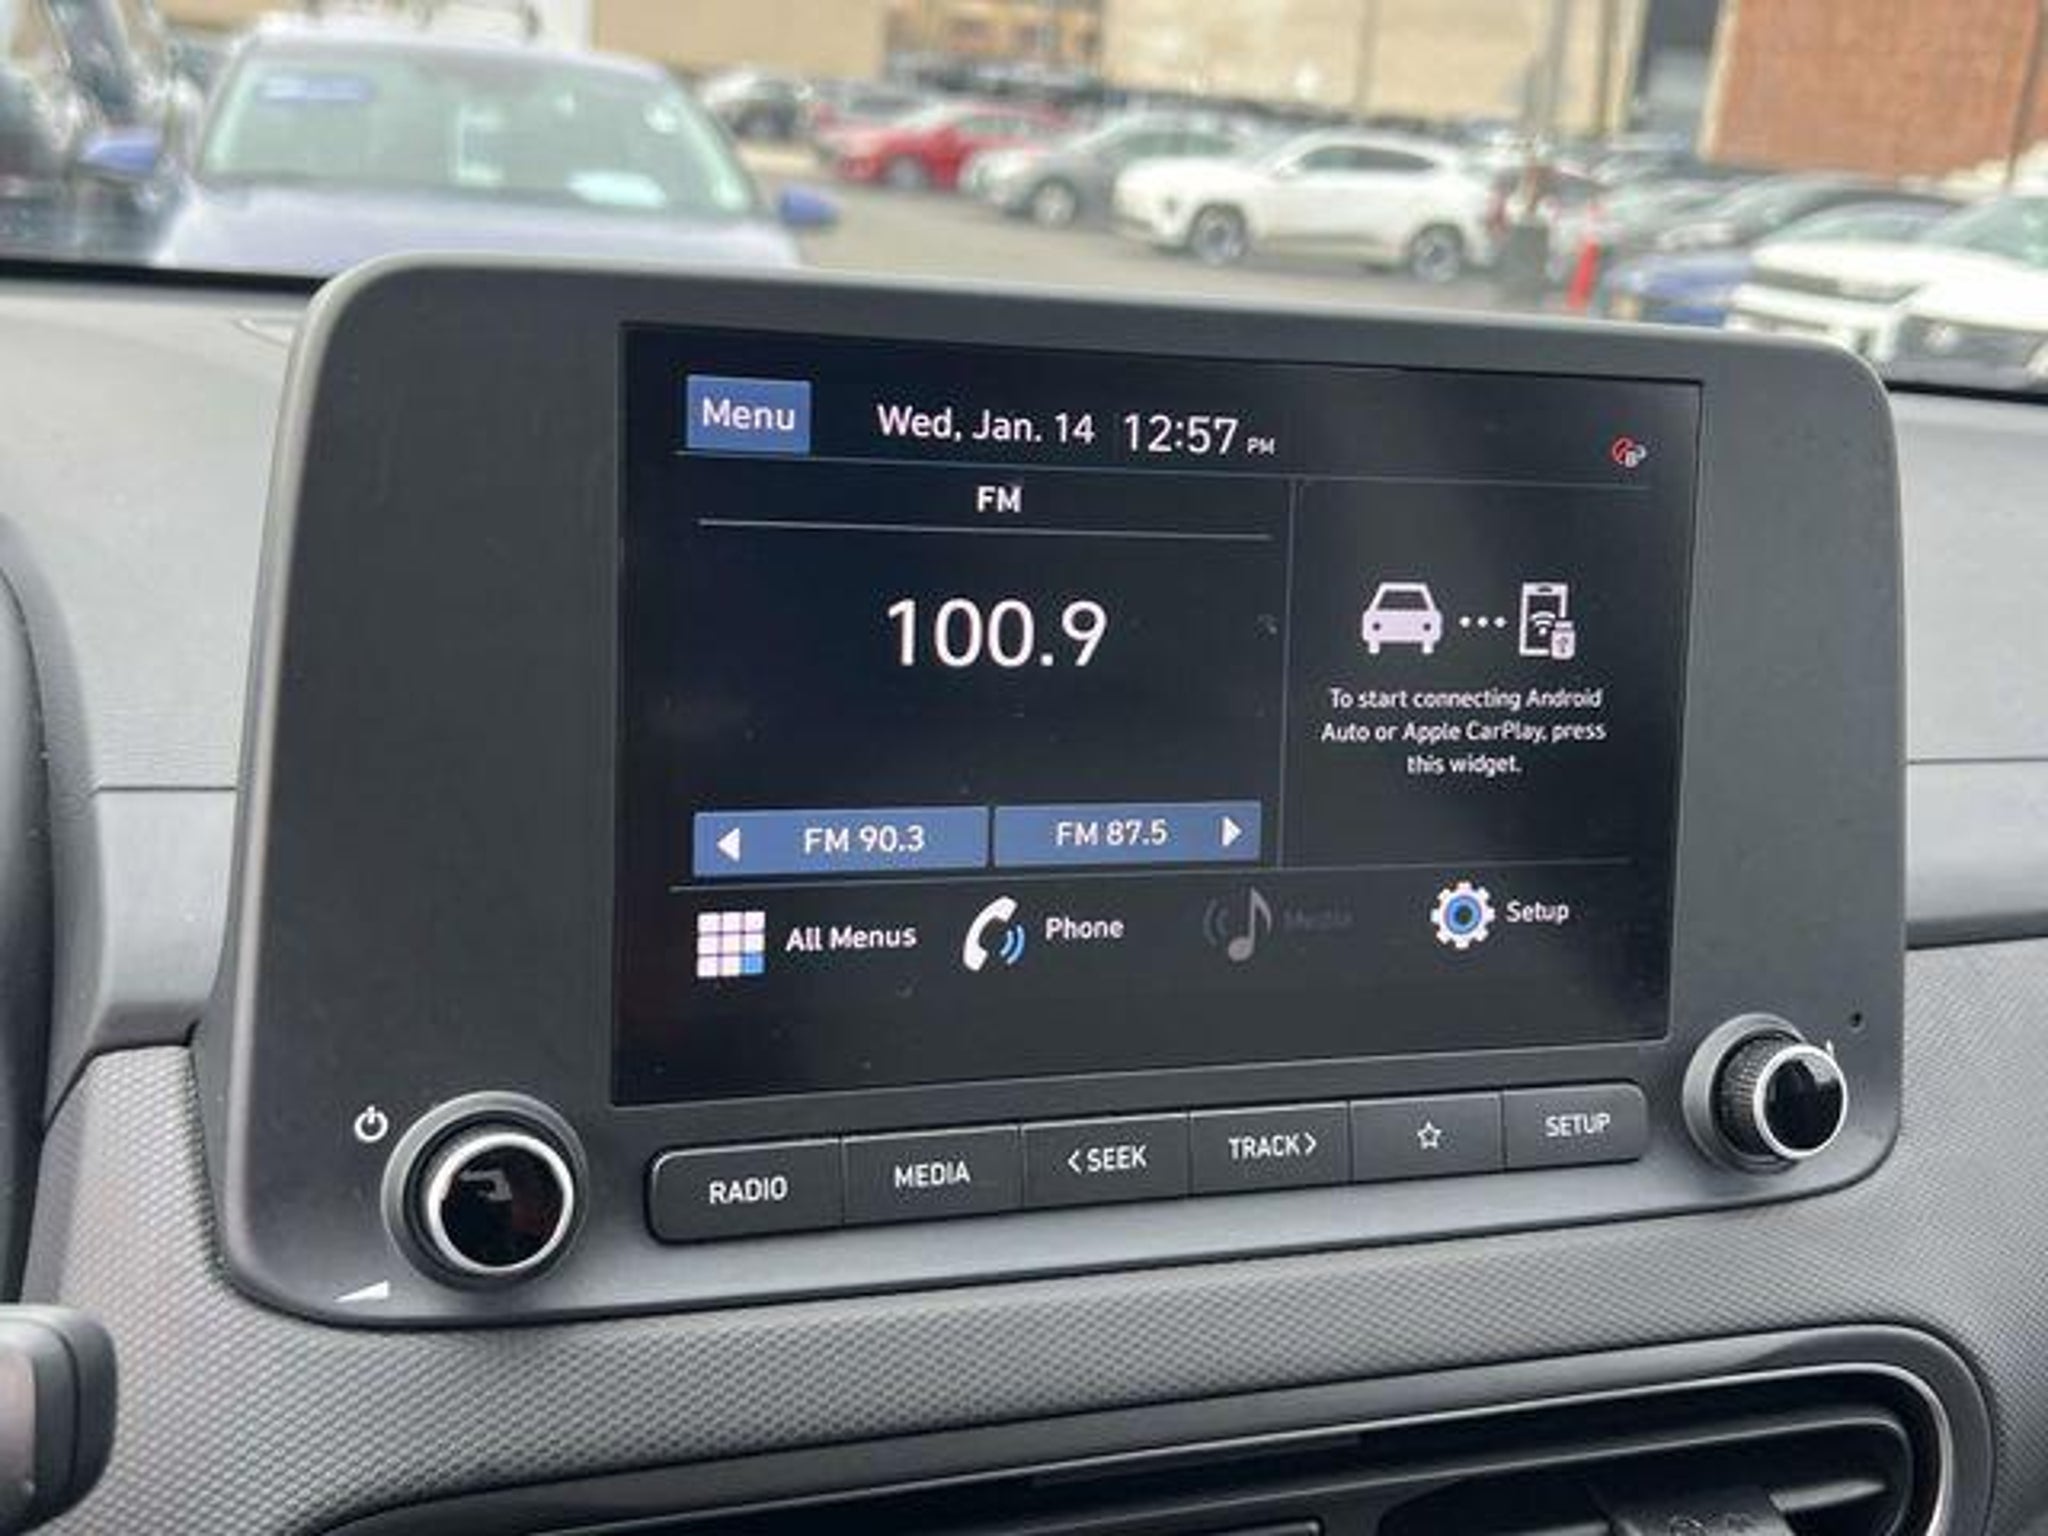 Menu
Wed, Jan. 14 12:57 PM
FM
100.9
To start connecting Android
Auto or Apple CarPlay, press
this widget.
FM 90.3
FM 87.5
All Menus
Phone
Media
Setup
RADIO
MEDIA
<SEEK
TRACK>
SETUP